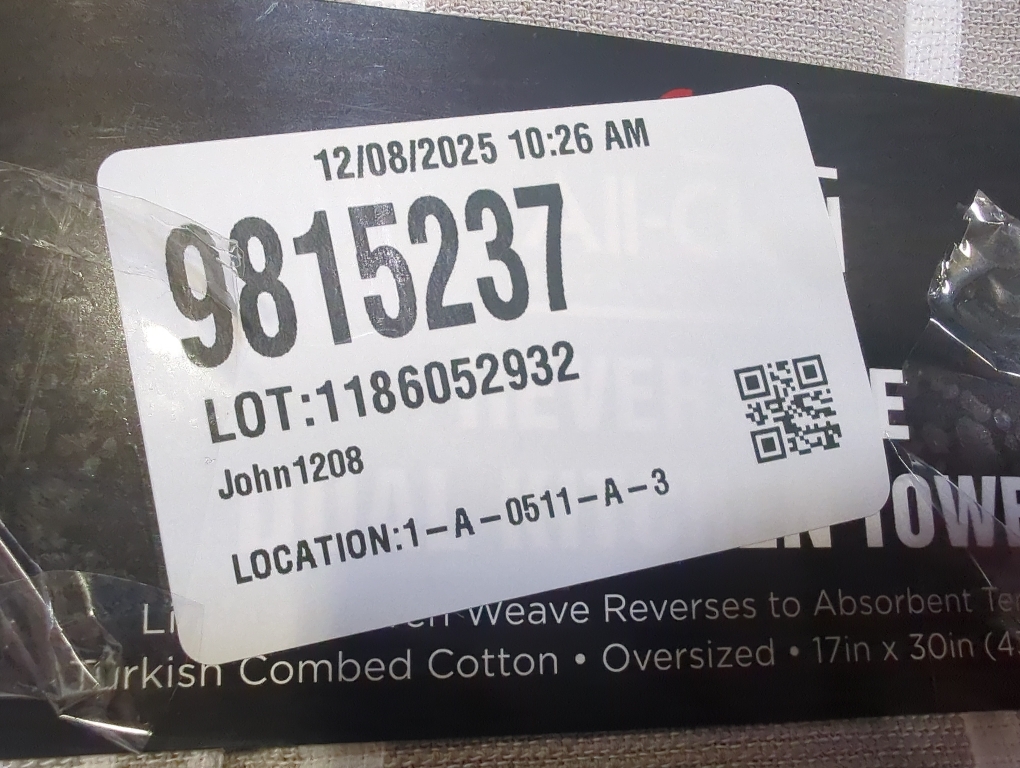 12/08/2025 10:26 AM
9815237
LOT:1186052932
John1208
LOCATION:1-A-0511-A-3
Weave Reverses to Absorbent
Turkish Combed Cotton • Oversized • 17in x 30in